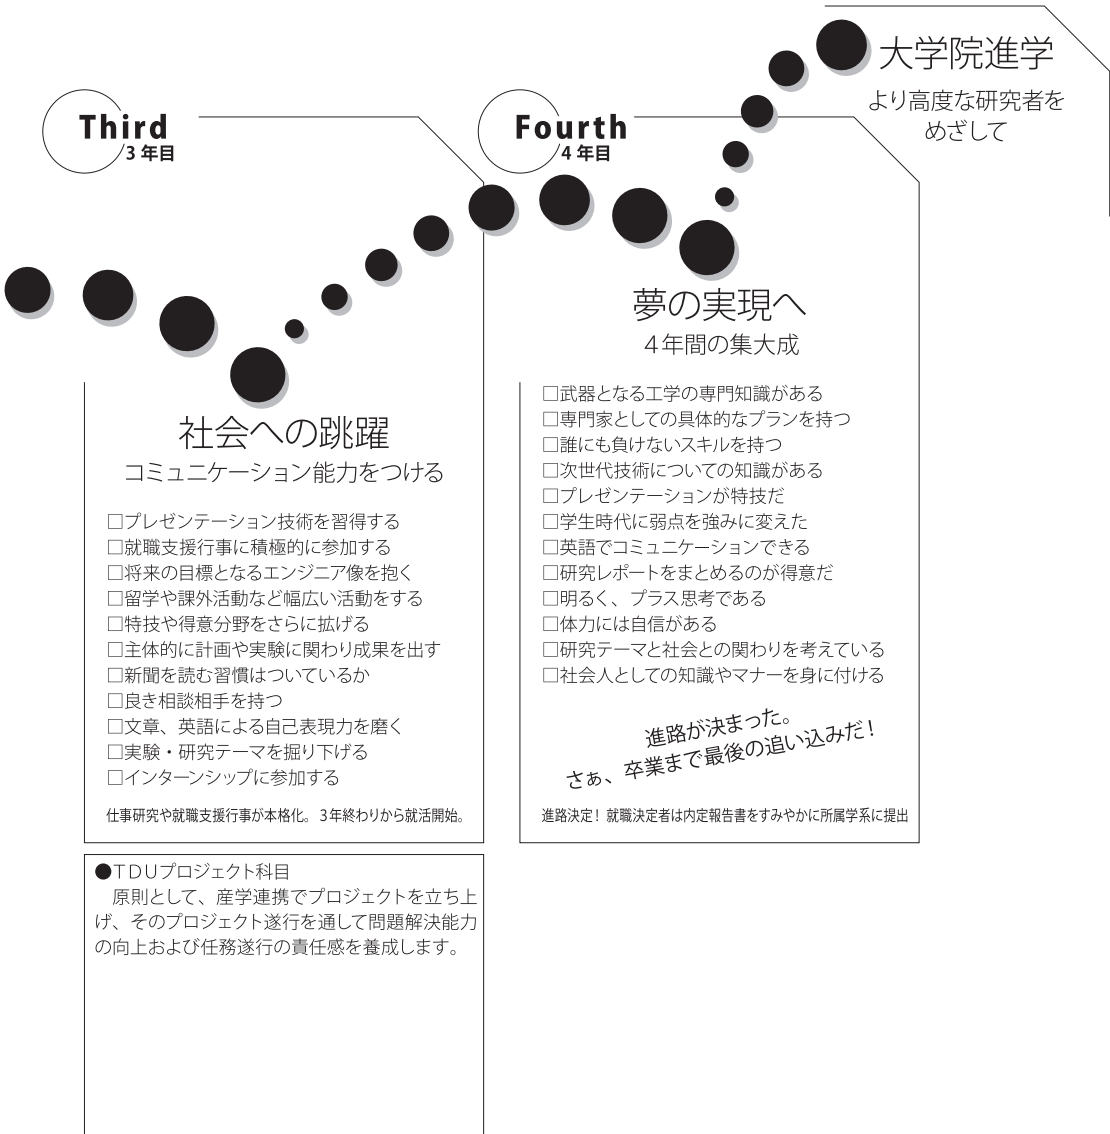 Third
3 年目
社会への跳躍
コミュニケーション能力をつける
□プレゼンテーション技術を習得する
□就職支援行事に積極的に参加する
□将来の目標となるエンジニア像を抱く
□留学や課外活動など幅広い活動をする
□特技や得意分野をさらに拡げる
□主体的に計画や実験に関わり成果を出す
□新聞を読む習慣はついているか
□良き相談相手を持つ
□文章、英語による自己表現力を磨く
□実験・研究テーマを掘り下げる
□インターンシップに参加する
仕事研究や就職支援行事が本格化。3年終わりから就活開始。
●TDUプロジェクト科目
　原則として、産学連携でプロジェクトを立ち上
げ、そのプロジェクト遂行を通して問題解決能力
の向上および任務遂行の責任感を養成します。
Fourth
4 年目
夢の実現へ
4年間の集大成
□武器となる工学の専門知識がある
□専門家としての具体的なプランを持つ
□誰にも負けないスキルを持つ
□次世代技術についての知識がある
□プレゼンテーションが特技だ
□学生時代に弱点を強みに変えた
□英語でコミュニケーションできる
□研究レポートをまとめるのが得意だ
□明るく、プラス思考である
□体力には自信がある
□研究テーマと社会との関わりを考えている
□社会人としての知識やマナーを身に付ける
進路が決まった。
さぁ、卒業まで最後の追い込みだ！
進路決定！就職決定者は内定報告書をすみやかに所属学系に提出
大学院進学
より高度な研究者を
めざして